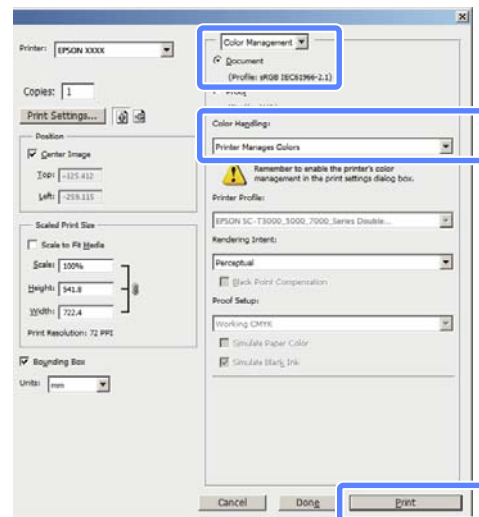 Printer: EPSON XXXX
Copies: 1
Print Settings...
Position
Center Image
Top: -125.412
Left: -259.115
Scaled Print Size
Scale to Fit Media
Scale: 100%
Height: 541.8
Width: 722.4
Print Resolution: 72 PPI
Bounding Box
Units: mm
Color Management
Document
(Profile: sRGB IEC61966-2.1)
Color Handling:
Printer Manages Colors
Remember to enable the printer's color
management in the print settings dialog box.
Printer Profile:
EPSON SC-T3000_5000_7000_Series Double...
Rendering Intent:
Perceptual
Black Point Compensation
Proof Setup:
Working CMYK
Simulate Paper Color
Simulate Black Ink
Cancel
Done
Print